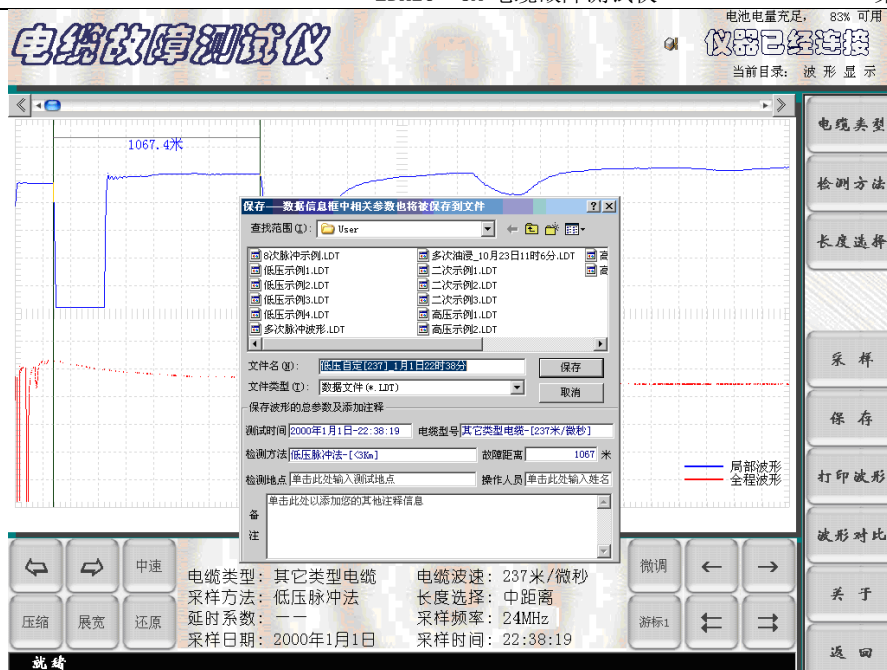 电池电量充足， 83% 可用
电缆故障测试仪
仪器已经连接
当前目录： 波 形 显 示
1067.4米
电缆类型
检测方法
长度选择
采 样
保 存
打印波形
波形对比
关 于
返 回
保存——数据信息框中相关参数也将被保存到文件
查找范围(I)： User
8次脉冲示例.LDT
低压示例1.LDT
低压示例2.LDT
低压示例3.LDT
低压示例4.LDT
多次脉冲波形.LDT
多次油浸_10月23日11时6分.LDT
二次示例1.LDT
二次示例2.LDT
二次示例3.LDT
高压示例1.LDT
高压示例2.LDT
文件名(N)： 低压自定[237]_1月1日22时38分 保存
文件类型(T)： 数据文件(*.LDT) 取消
保存波形的总参数及添加注释
测试时间 2000年1月1日-22:38:19 电缆型号 其它类型电缆-[237米/微秒]
检测方法 低压脉冲法-[<3Km] 故障距离 1067 米
检测地点 单击此处输入测试地点 操作人员 单击此处输入姓名
备注 单击此处以添加您的其他注释信息
局部波形
全程波形
中速
压缩 展宽 还原
电缆类型：其它类型电缆 电缆波速：237米/微秒
采样方法：低压脉冲法 长度选择：中距离
延时系数：—— 采样频率：24MHz
采样日期：2000年1月1日 采样时间：22:38:19
微调
游标1
就绪